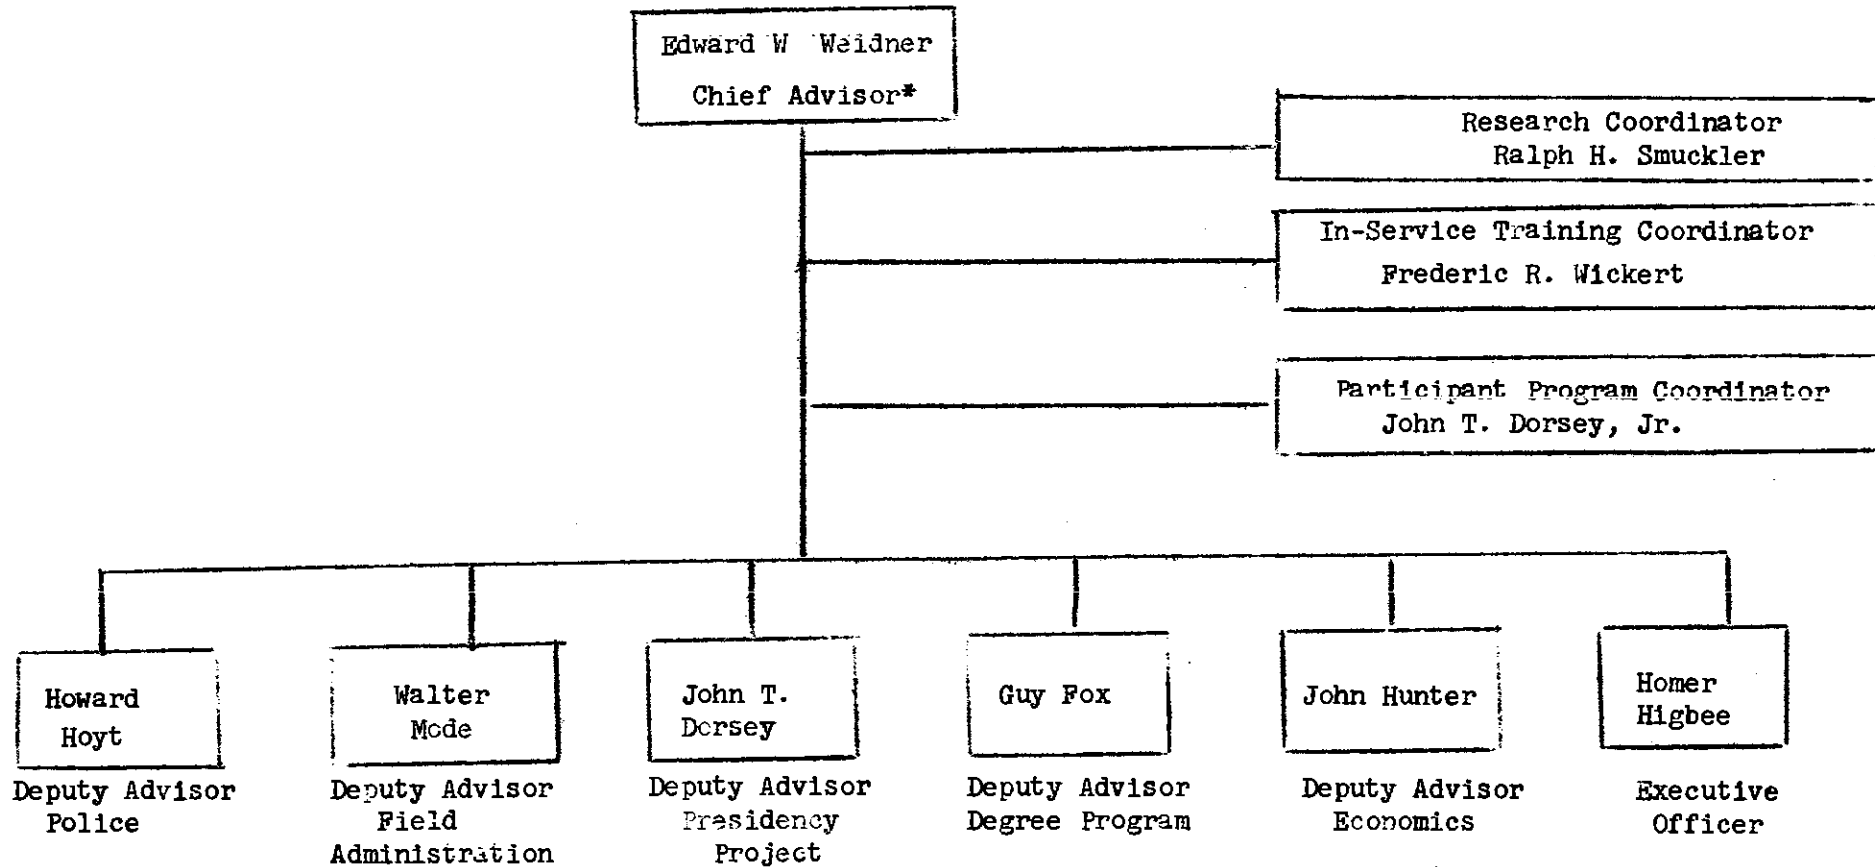 Edward W Weidner
Chief Advisor*
Research Coordinator
Ralph H. Smuckler
In-Service Training Coordinator
Frederic R. Wickert
Participant Program Coordinator
John T. Dorsey, Jr.
Howard
Hoyt
Deputy Advisor
Police
Walter
Mode
Deputy Advisor
Field
Administration
John T.
Dorsey
Deputy Advisor
Presidency
Project
Guy Fox
Deputy Advisor
Degree Program
John Hunter
Deputy Advisor
Economics
Homer
Higbee
Executive
Officer